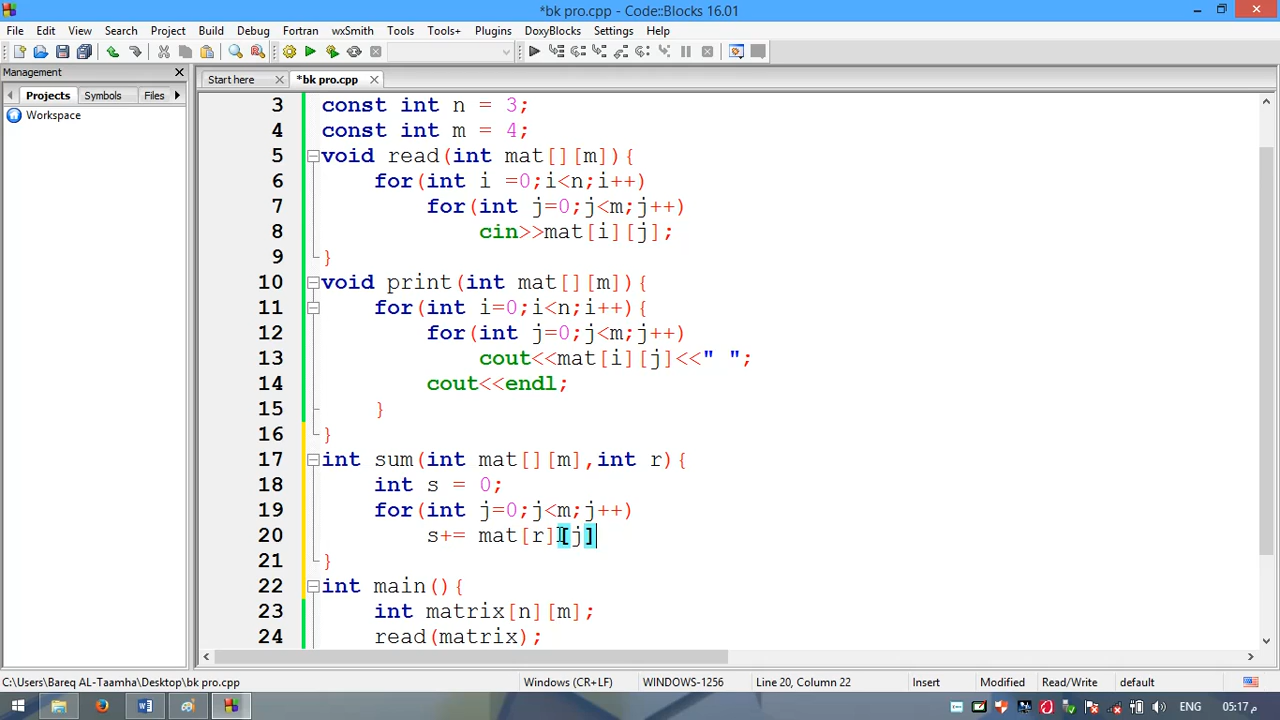 *bk pro.cpp - Code::Blocks 16.01
File Edit View Search Project Build Debug Fortran wxSmith Tools Tools+ Plugins DoxyBlocks Settings Help
Management
Start here *bk pro.cpp
Projects Symbols Files
Workspace
3 const int n = 3;
4 const int m = 4;
5 void read(int mat[][m]){
6 for(int i =0;i<n;i++)
7 for(int j=0;j<m;j++)
8 cin>>mat[i][j];
9 }
10 void print(int mat[][m]){
11 for(int i=0;i<n;i++){
12 for(int j=0;j<m;j++)
13 cout<<mat[i][j]<<" ";
14 cout<<endl;
15 }
16 }
17 int sum(int mat[][m],int r){
18 int s = 0;
19 for(int j=0;j<m;j++)
20 s+= mat[r][j]
21 }
22 int main(){
23 int matrix[n][m];
24 read(matrix);
C:\Users\Bareq AL-Taamha\Desktop\bk pro.cpp Windows (CR+LF) WINDOWS-1256 Line 20, Column 22 Insert Modified Read/Write default
ENG 05:17 م